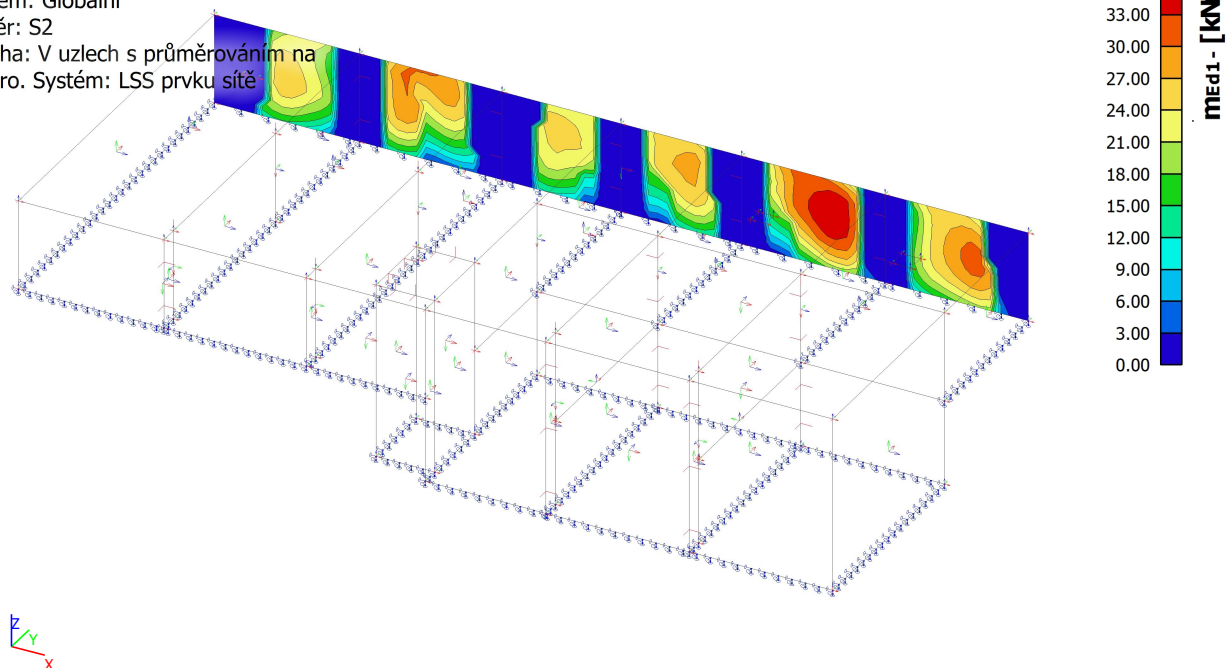 ém: Globální
ěr: S2
ha: V uzlech s průměrováním na
ro. Systém: LSS prvku sítě
33.00
30.00
27.00
24.00
21.00
18.00
15.00
12.00
9.00
6.00
3.00
0.00
mEd1- [kN
Z
Y
X